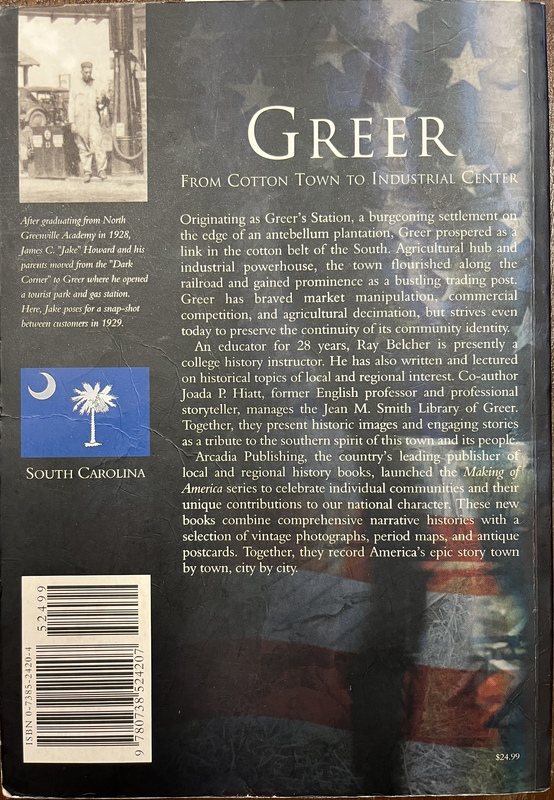 GREER
FROM COTTON TOWN TO INDUSTRIAL CENTER
After graduating from North
Greenville Academy in 1928,
James C. "Jake" Howard and his
parents moved from the "Dark
Corner" to Greer where he opened
a tourist park and gas station.
Here, Jake poses for a snap-shot
between customers in 1929.
SOUTH CAROLINA
Originating as Greer's Station, a burgeoning settlement on
the edge of an antebellum plantation, Greer prospered as a
link in the cotton belt of the South. Agricultural hub and
industrial powerhouse, the town flourished along the
railroad and gained prominence as a bustling trading post.
Greer has braved market manipulation, commercial
competition, and agricultural decimation, but strives even
today to preserve the continuity of its community identity.
An educator for 28 years, Ray Belcher is presently a
college history instructor. He has also written and lectured
on historical topics of local and regional interest. Co-author
Joada P. Hiatt, former English professor and professional
storyteller, manages the Jean M. Smith Library of Greer.
Together, they present historic images and engaging stories
as a tribute to the southern spirit of this town and its people.
Arcadia Publishing, the country's leading publisher of
local and regional history books, launched the Making of
America series to celebrate individual communities and their
unique contributions to our national character. These new
books combine comprehensive narrative histories with a
selection of vintage photographs, period maps, and antique
postcards. Together, they record America's epic story town
by town, city by city.
52499
ISBN 0-7385-2420-4
9 780738 524207
$24.99